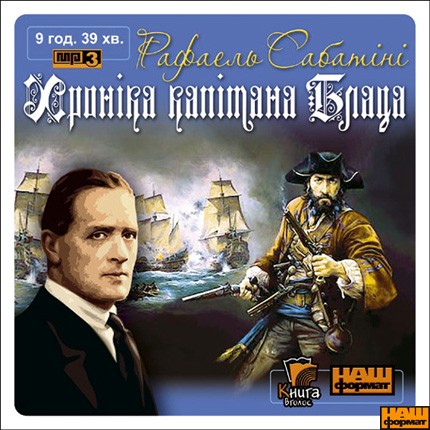 9 год. 39 хв.
mp3
Рафаель Сабатіні
Хроніка капітана Блада
Книга
вголос
НАШ
формат
НАШ
формат